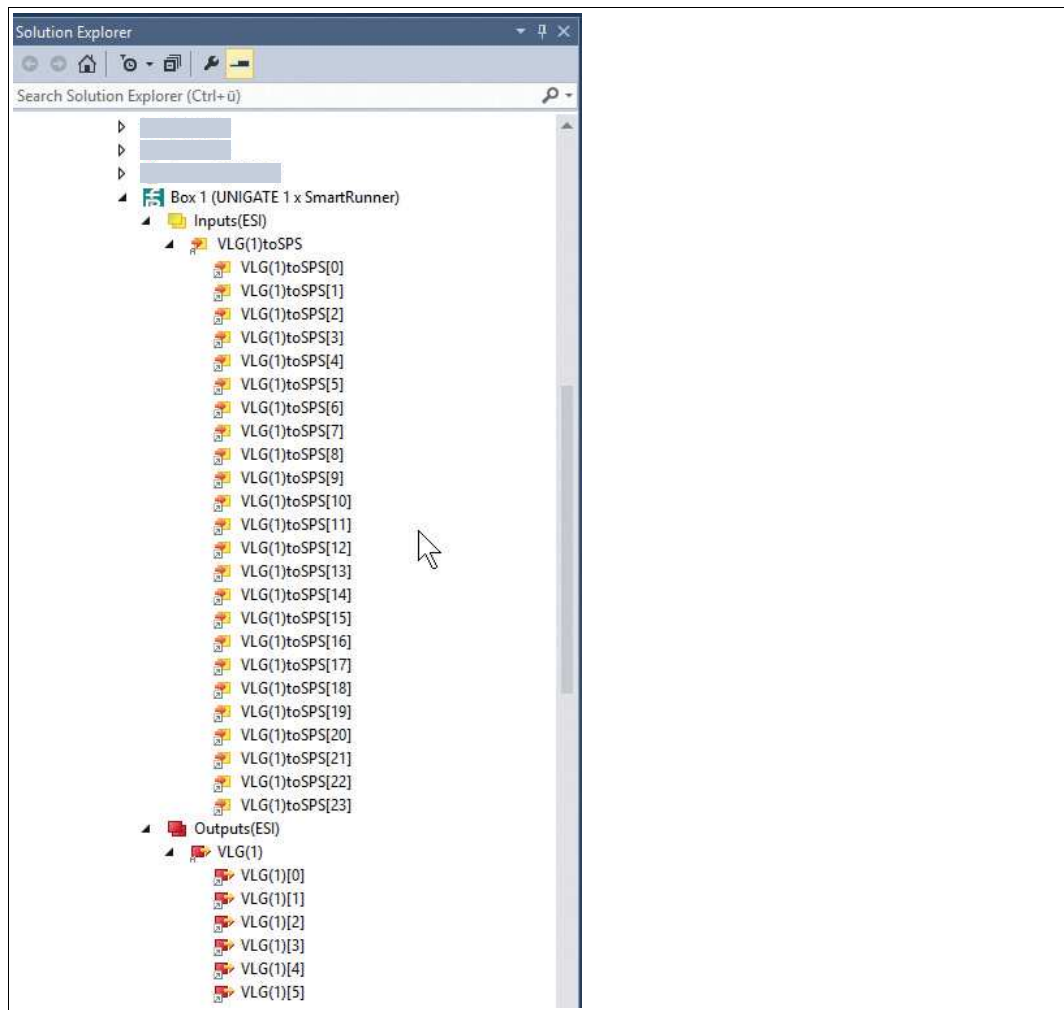 Solution Explorer
Search Solution Explorer (Ctrl+ü)
Box 1 (UNIGATE 1 x SmartRunner)
Inputs(ESI)
VLG(1)toSPS
VLG(1)toSPS[0]
VLG(1)toSPS[1]
VLG(1)toSPS[2]
VLG(1)toSPS[3]
VLG(1)toSPS[4]
VLG(1)toSPS[5]
VLG(1)toSPS[6]
VLG(1)toSPS[7]
VLG(1)toSPS[8]
VLG(1)toSPS[9]
VLG(1)toSPS[10]
VLG(1)toSPS[11]
VLG(1)toSPS[12]
VLG(1)toSPS[13]
VLG(1)toSPS[14]
VLG(1)toSPS[15]
VLG(1)toSPS[16]
VLG(1)toSPS[17]
VLG(1)toSPS[18]
VLG(1)toSPS[19]
VLG(1)toSPS[20]
VLG(1)toSPS[21]
VLG(1)toSPS[22]
VLG(1)toSPS[23]
Outputs(ESI)
VLG(1)
VLG(1)[0]
VLG(1)[1]
VLG(1)[2]
VLG(1)[3]
VLG(1)[4]
VLG(1)[5]